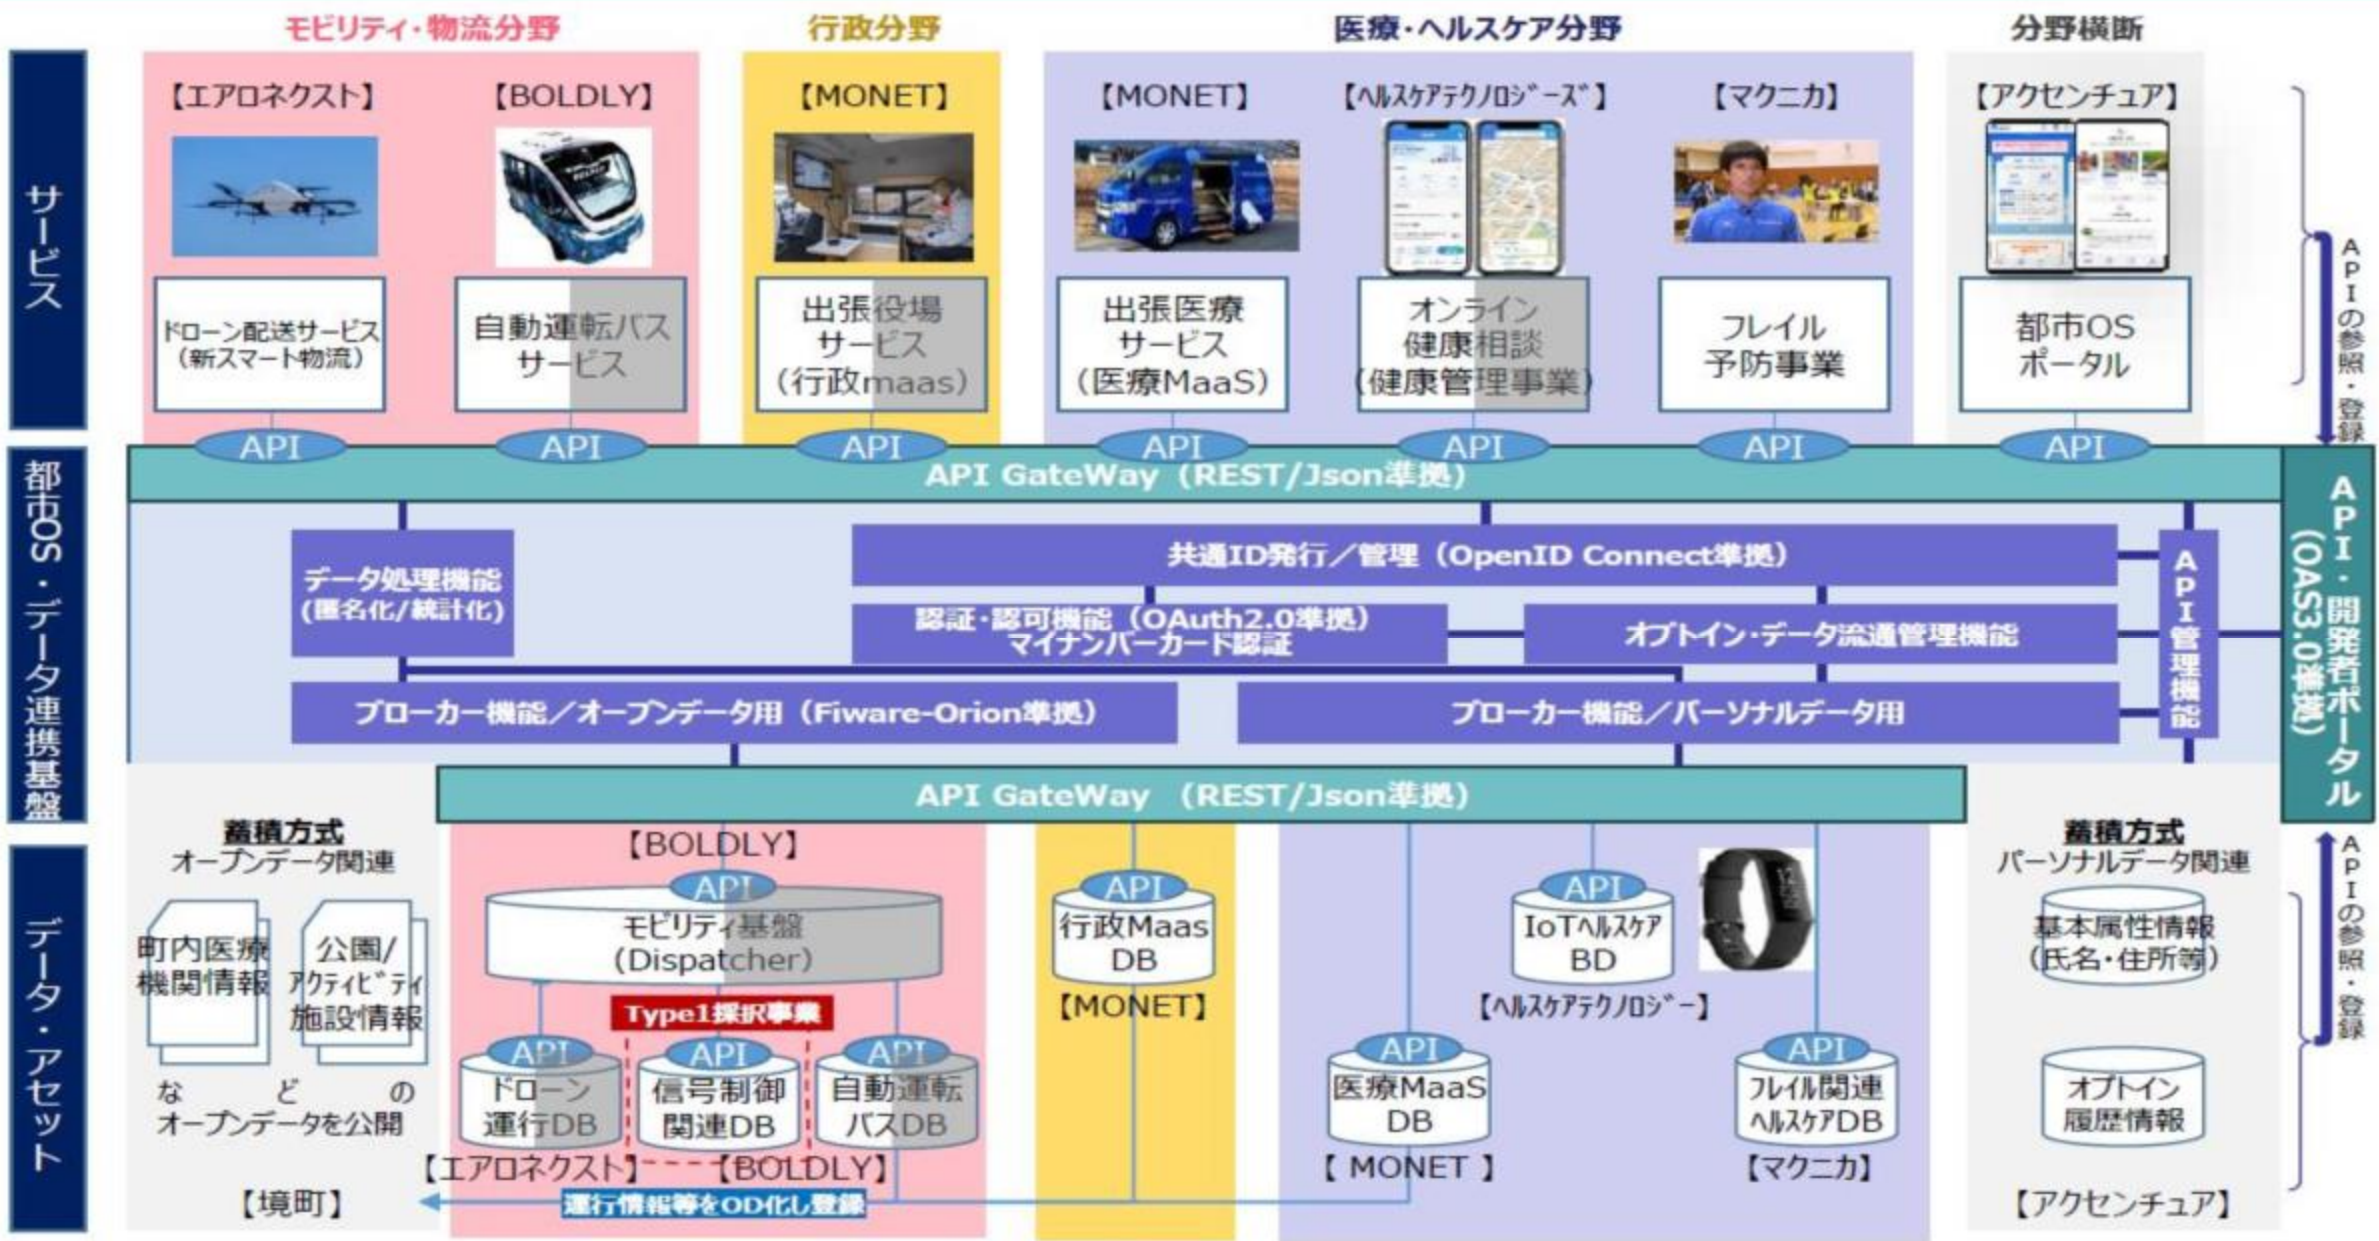 モビリティ・物流分野
行政分野
医療・ヘルスケア分野
分野横断
サービス
【エアロネクスト】
【BOLDLY】
【MONET】
【MONET】
【ヘルスケアテクノロジーズ】
【マクニカ】
【アクセンチュア】
ドローン配送サービス
（新スマート物流）
自動運転バス
サービス
出張役場
サービス
（行政maas）
出張医療
サービス
（医療MaaS）
オンライン
健康相談
（健康管理事業）
フレイル
予防事業
都市OS
ポータル
APIの参照・登録
API
API
API
API
API
API
API
都市OS・データ連携基盤
API GateWay（REST/Json準拠）
API・開発者ポータル
(OAS3.0準拠)
データ処理機能
(匿名化/統計化)
共通ID発行／管理（OpenID Connect準拠）
API管理機能
認証・認可機能（OAuth2.0準拠）
マイナンバーカード認証
オプトイン・データ流通管理機能
ブローカー機能／オープンデータ用（Fiware-Orion準拠）
ブローカー機能／パーソナルデータ用
API GateWay （REST/Json準拠）
データ・アセット
蓄積方式
オープンデータ関連
町内医療
機関情報
公園/
アクティビティ
施設情報
などの
オープンデータを公開
【境町】
【BOLDLY】
API
モビリティ基盤
(Dispatcher)
Type1採択事業
API
ドローン
運行DB
API
信号制御
関連DB
API
自動運転
バスDB
【エアロネクスト】
【BOLDLY】
運行情報等をOD化し登録
API
行政Maas
DB
【MONET】
API
IoTヘルスケア
BD
【ヘルスケアテクノロジー】
API
医療MaaS
DB
【 MONET 】
API
フレイル関連
ヘルスケアDB
【マクニカ】
蓄積方式
パーソナルデータ関連
基本属性情報
（氏名・住所等）
オプトイン
履歴情報
【アクセンチュア】
APIの参照・登録